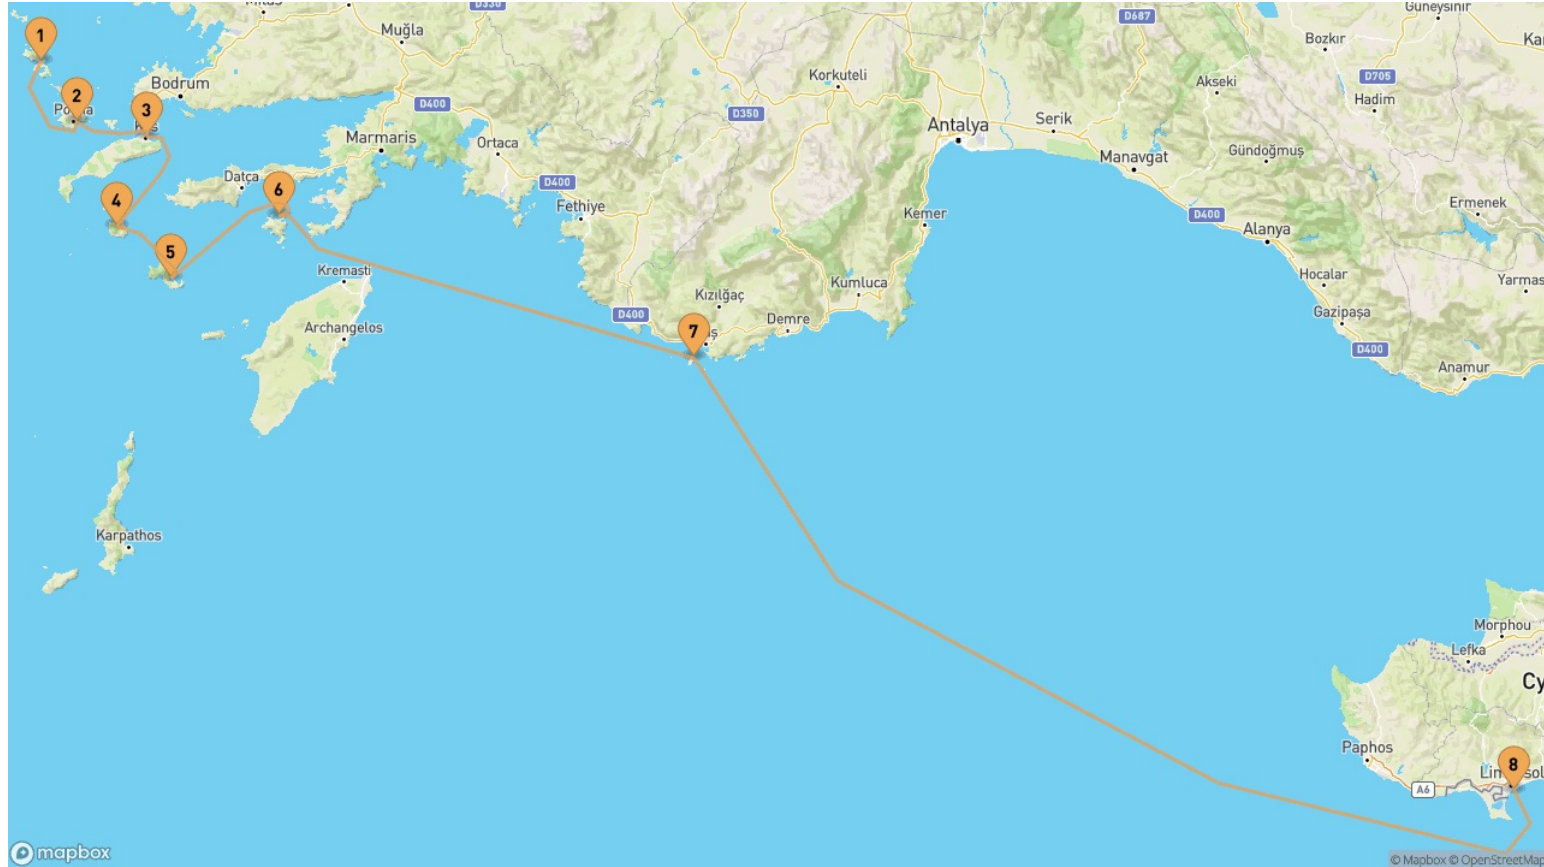 Muğla
D330
D687
Güneysınır
Bozkır
1
Korkuteli
Akseki
D705
Hadim
Bodrum
2
3
D400
D350
Antalya
Serik
Marmaris
Ortaca
Manavgat
Gündoğmuş
Datça
6
D400
4
Fethiye
Kemer
D400
Alanya
Ermenek
5
Kremasti
Kızılğaç
Kumluca
Hocalar
D400
7
Demre
Gazipaşa
Archangelos
D400
Anamur
Karpathos
Morphou
Lefka
Paphos
8
A6
mapbox
© Mapbox © OpenStreetMap